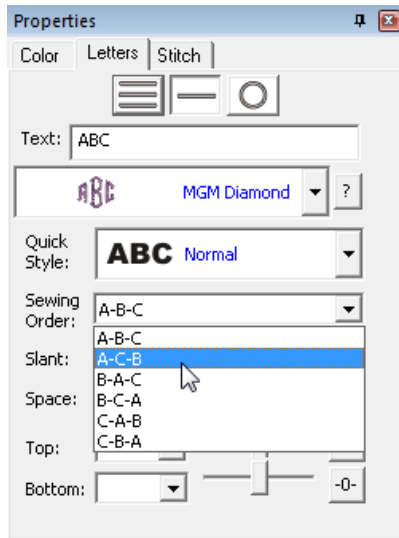 Properties
Color Letters Stitch
Text: ABC
ABC MGM Diamond ?
Quick Style: ABC Normal
Sewing Order: A-B-C
A-B-C
Slant: A-C-B
B-A-C
Space: B-C-A
C-A-B
Top: C-B-A
Bottom: -0-